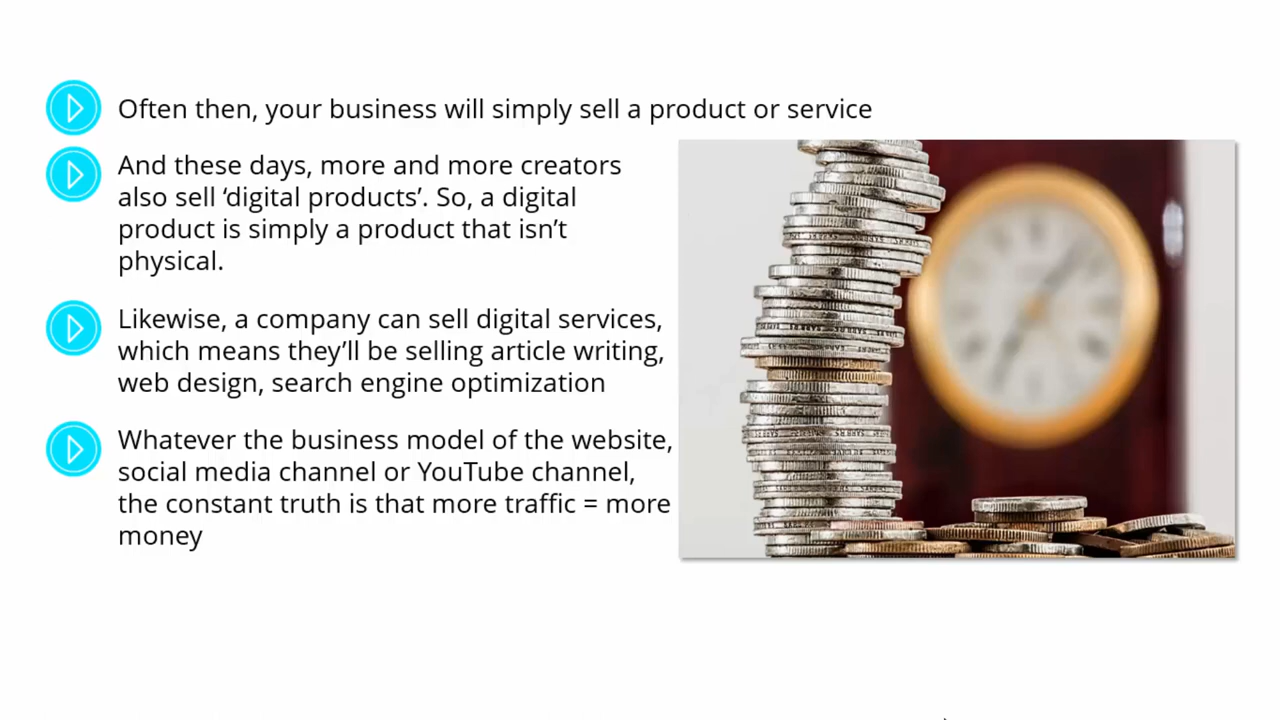 Often then, your business will simply sell a product or service
And these days, more and more creators
also sell ‘digital products’. So, a digital
product is simply a product that isn’t
physical.
Likewise, a company can sell digital services,
which means they’ll be selling article writing,
web design, search engine optimization
Whatever the business model of the website,
social media channel or YouTube channel,
the constant truth is that more traffic = more
money